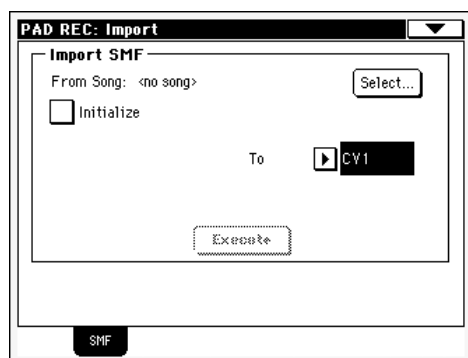 PAD REC: Import
Import SMF
From Song: <no song>
Select...
Initialize
To
CV1
Execute
SMF